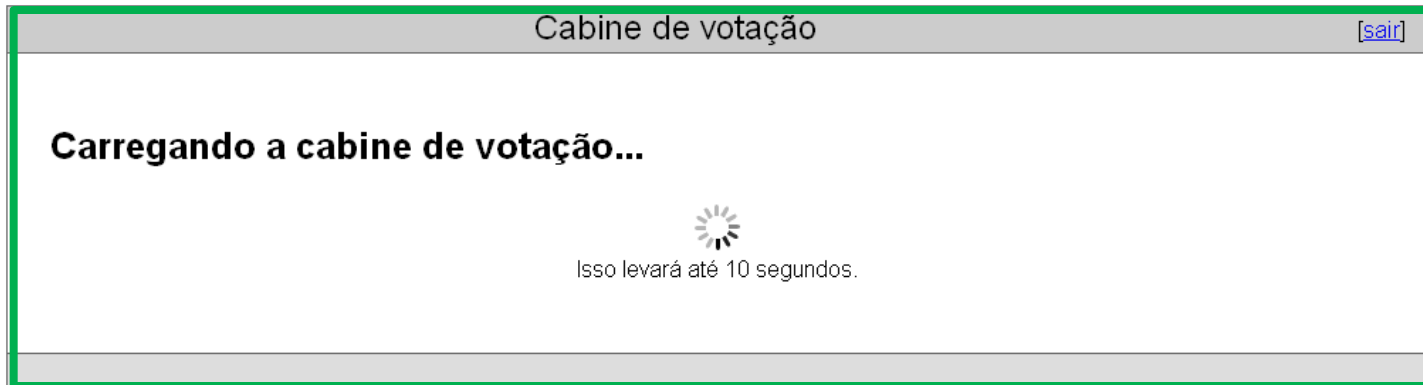 Cabine de votação [sair]
Carregando a cabine de votação...
Isso levará até 10 segundos.